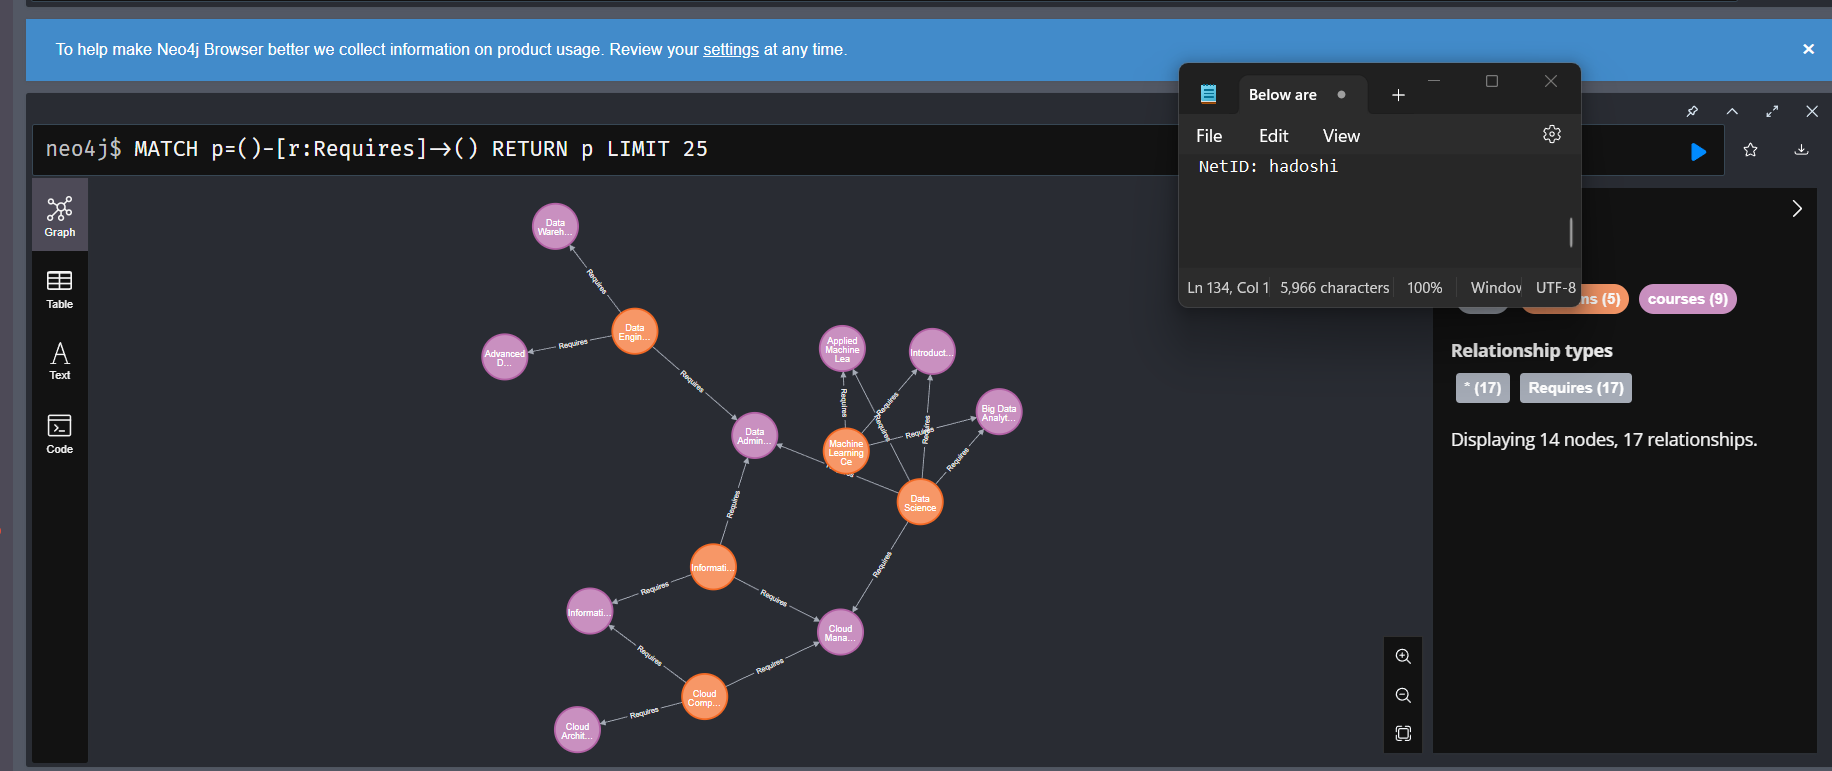 To help make Neo4j Browser better we collect information on product usage. Review your settings at any time.
Below are
File Edit View
NetID: hadoshi
Ln 134, Col 1 5,966 characters 100% Window UTF-8
neo4j$ MATCH p=()-[r:Requires]→() RETURN p LIMIT 25
Graph
Table
Text
Code
Data
Wareh...
Requires
Data
Engin...
Requires
Advanced
D...
Requires
Applied
Machine
Lea
Introduct...
Requires
Requires
Requires
Requires
Big Data
Analyt...
Requires
Requires
Data
Admin...
Machine
Learning
Ce
Data
Science
Requires
Informati...
Requires
Requires
Requires
Informati...
Cloud
Mana...
Requires
Requires
Cloud
Comp...
Requires
Cloud
Archit...
ms (5)
courses (9)
Relationship types
* (17)
Requires (17)
Displaying 14 nodes, 17 relationships.